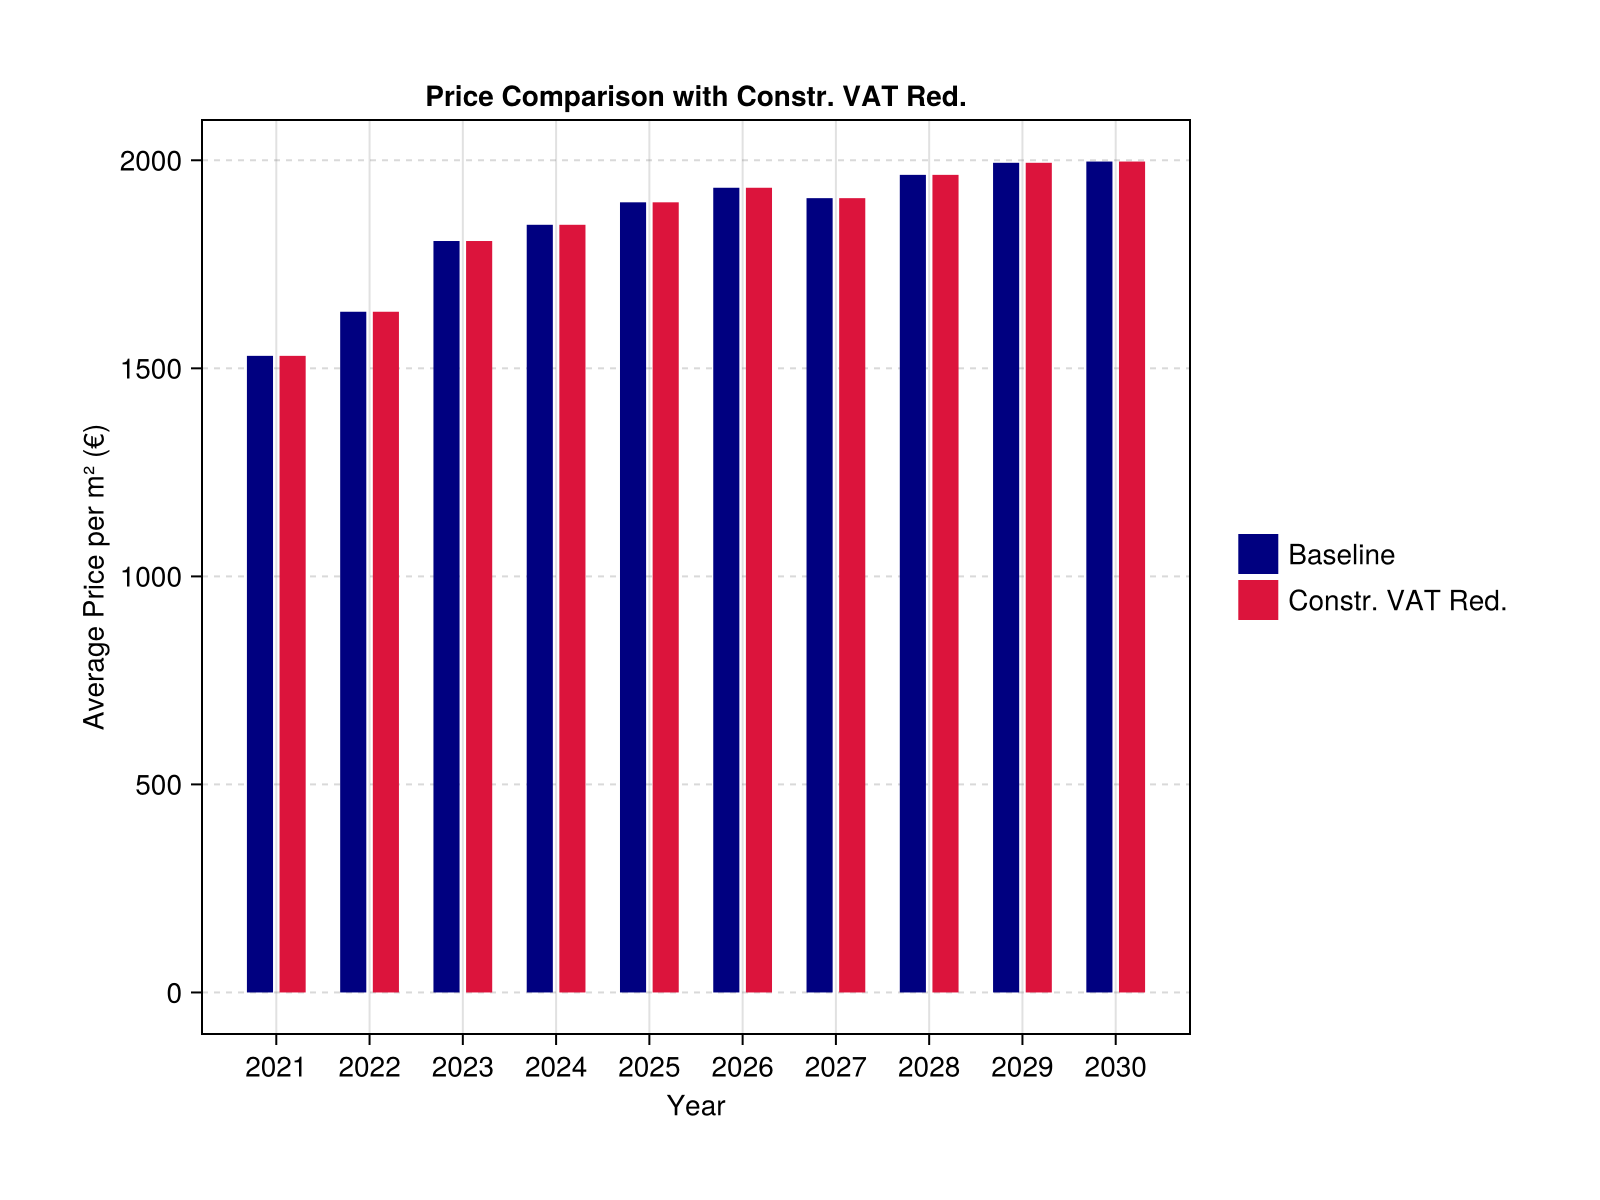 Price Comparison with Constr. VAT Red.
2000
1500
1000
500
0
Average Price per m² (€)
2021 2022 2023 2024 2025 2026 2027 2028 2029 2030
Year
Baseline
Constr. VAT Red.